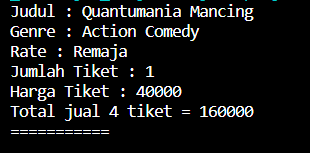 Judul : Quantumania Mancing
Genre : Action Comedy
Rate : Remaja
Jumlah Tiket : 1
Harga Tiket : 40000
Total jual 4 tiket = 160000
===========